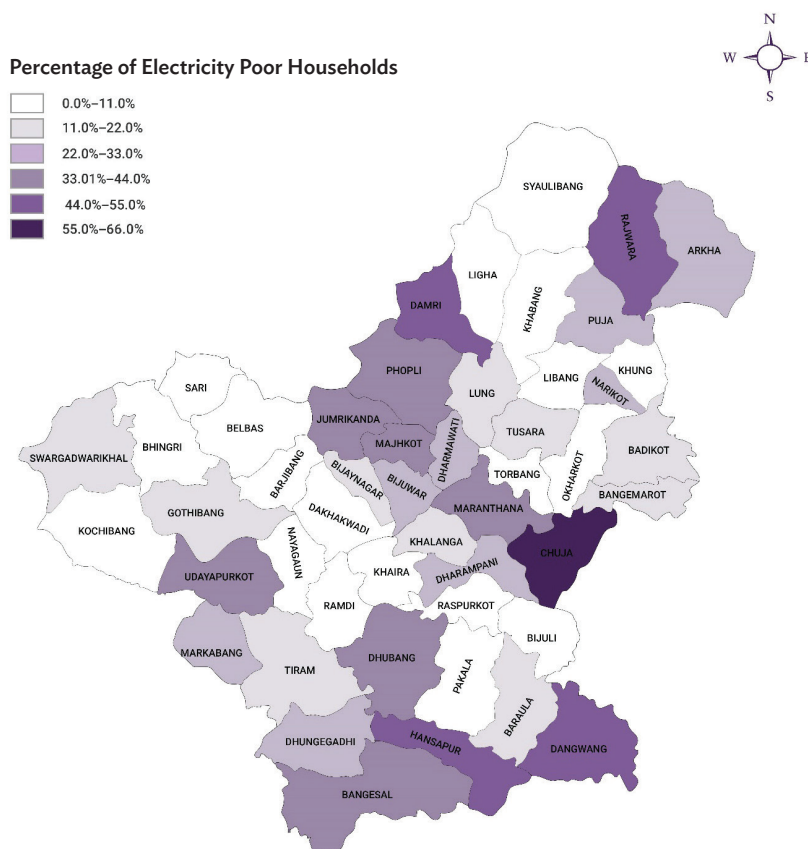 N
W
E
S
Percentage of Electricity Poor Households
0.0%–11.0%
11.0%–22.0%
22.0%–33.0%
33.01%–44.0%
44.0%–55.0%
55.0%–66.0%
SYAULIBANG
RAJWARA
ARKHA
LIGHA
KHABANG
DAMRI
PUJA
PHOPLI
LIBANG
KHUNG
SARI
LUNG
NARIKOT
JUMRIKANDA
BELBAS
TUSARA
BHINGRI
MAJHKOT
DHARMAWATI
BADIKOT
SWARGADWARIKHAL
BARJIBANG
BIJAYNAGAR
BIJUWAR
TORBANG
OKHARKOT
BANGEMAROT
GOTHIBANG
MARANTHANA
DAKHAKWADI
KOCHIBANG
NAYAGAUN
KHALANGA
CHUJA
KHAIRA
DHARAMPANI
UDAYAPURKOT
RAMDI
RASPURKOT
BIJULI
MARKABANG
DHUBANG
TIRAM
PAKALA
BARAULA
DHUNGEGADHI
HANSAPUR
DANGWANG
BANGESAL